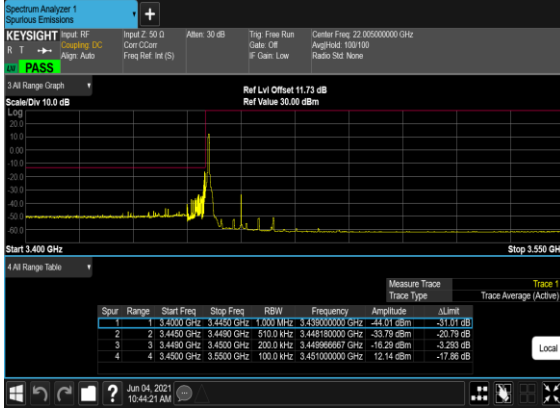 Spectrum Analyzer 1
Spurious Emissions
+
KEYSIGHT Input: RF Input Z: 50 Ω Atten: 30 dB Trig: Free Run Center Freq: 22.005000000 GHz
R T Coupling: DC Corr CCorr Gate: Off Avg|Hold: 100/100
Align: Auto Freq Ref: Int (S) IF Gain: Low Radio Std: None
PASS
3 All Range Graph
Ref Lvl Offset 11.73 dB
Scale/Div 10.0 dB Ref Value 30.00 dBm
Log
20.0
10.0
0.00
-10.0
-20.0
-30.0
-40.0
-50.0
-60.0
Start 3.400 GHz Stop 3.550 GH
4 All Range Table
Measure Trace Trace 1
Trace Type Trace Average (Active)
Spur Range Start Freq Stop Freq RBW Frequency Amplitude ΔLimit
1 1 3.4000 GHz 3.4450 GHz 1.000 MHz 3.439000000 GHz -44.01 dBm -31.01 dB
2 2 3.4450 GHz 3.4490 GHz 510.0 kHz 3.448180000 GHz -33.79 dBm -20.79 dB
3 3 3.4490 GHz 3.4500 GHz 200.0 kHz 3.449966667 GHz -16.29 dBm -3.293 dB
4 4 3.4500 GHz 3.5500 GHz 100.0 kHz 3.451000000 GHz 12.14 dBm -17.86 dB
Local
? Jun 04, 2021
10:44:21 AM